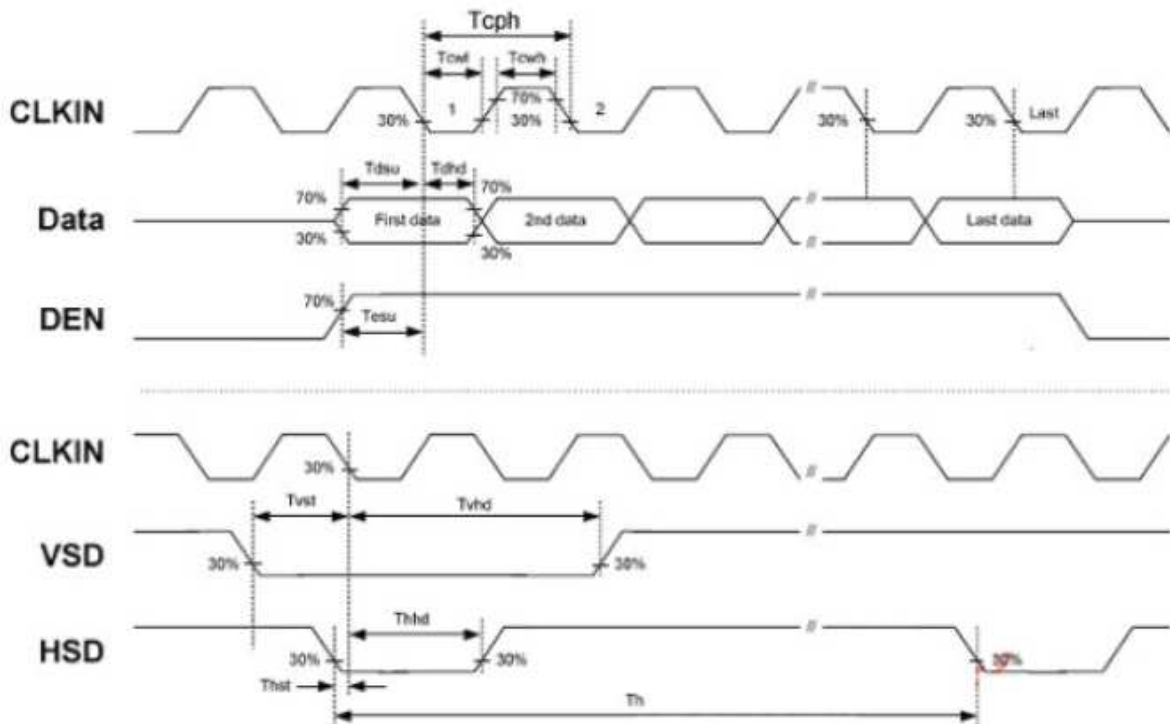 Tcph
Tcwl Tcwh
CLKIN 30% 1 70% 30% 2 30% 30% Last
Tdsu Tdhd
70% 70%
Data First data 2nd data Last data
30% 30%
DEN 70%
Tesu
CLKIN 30%
Tvst Tvhd
VSD 30% 30%
Thhd
HSD 30% 30% 30%
Thst
Th